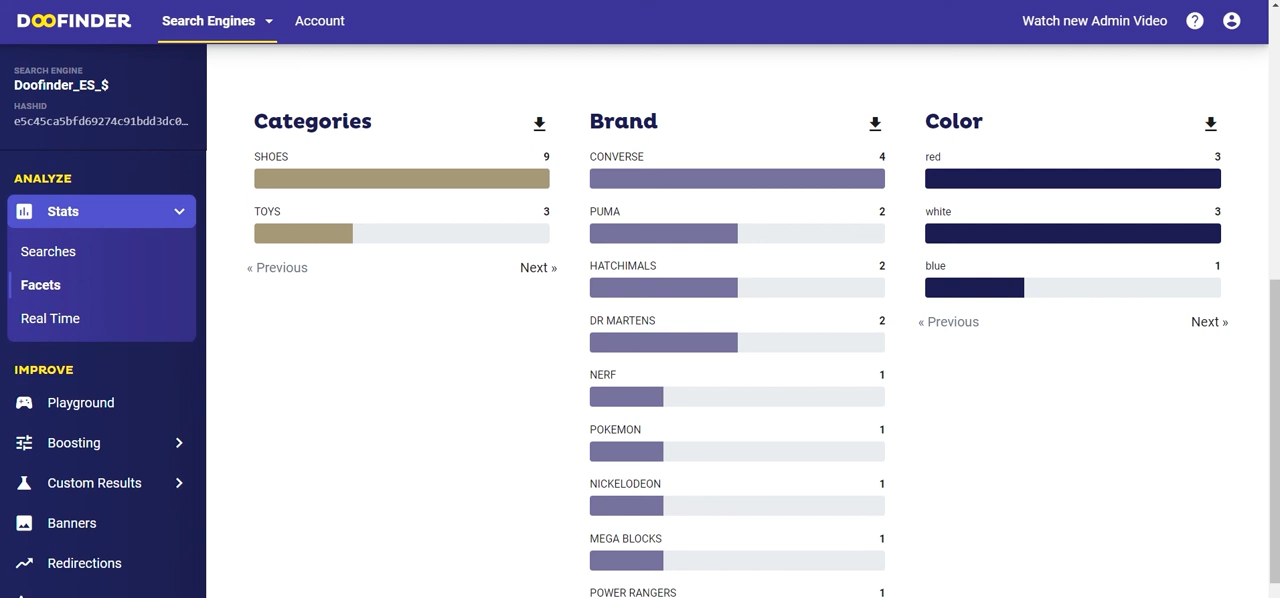 DOOFINDER
Search Engines
Account
Watch new Admin Video
?
SEARCH ENGINE
Doofinder_ES_$
HASHID
e5c45ca5bfd69274c91bdd3dc0…
ANALYZE
Stats
Searches
Facets
Real Time
IMPROVE
Playground
Boosting
Custom Results
Banners
Redirections
Categories
SHOES 9
TOYS 3
« Previous Next »
Brand
CONVERSE 4
PUMA 2
HATCHIMALS 2
DR MARTENS 2
NERF 1
POKEMON 1
NICKELODEON 1
MEGA BLOCKS 1
POWER RANGERS 1
Color
red 3
white 3
blue 1
« Previous Next »